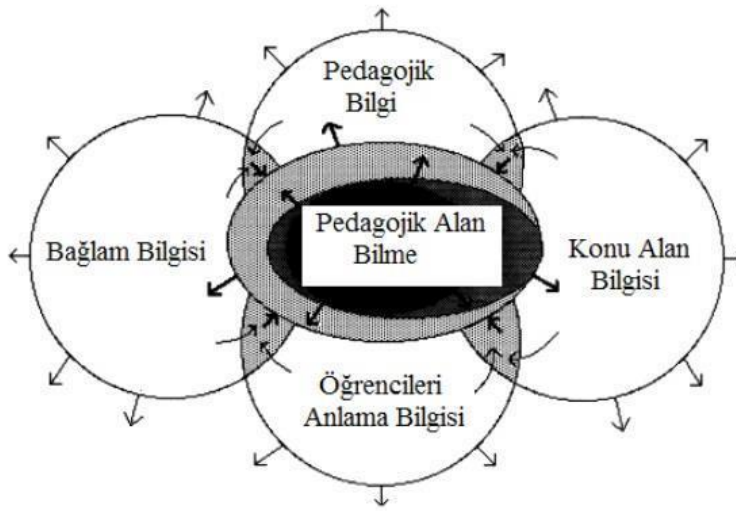 Pedagojik
Bilgi
Bağlam Bilgisi
Pedagojik Alan
Bilme
Konu Alan
Bilgisi
Öğrencileri
Anlama Bilgisi